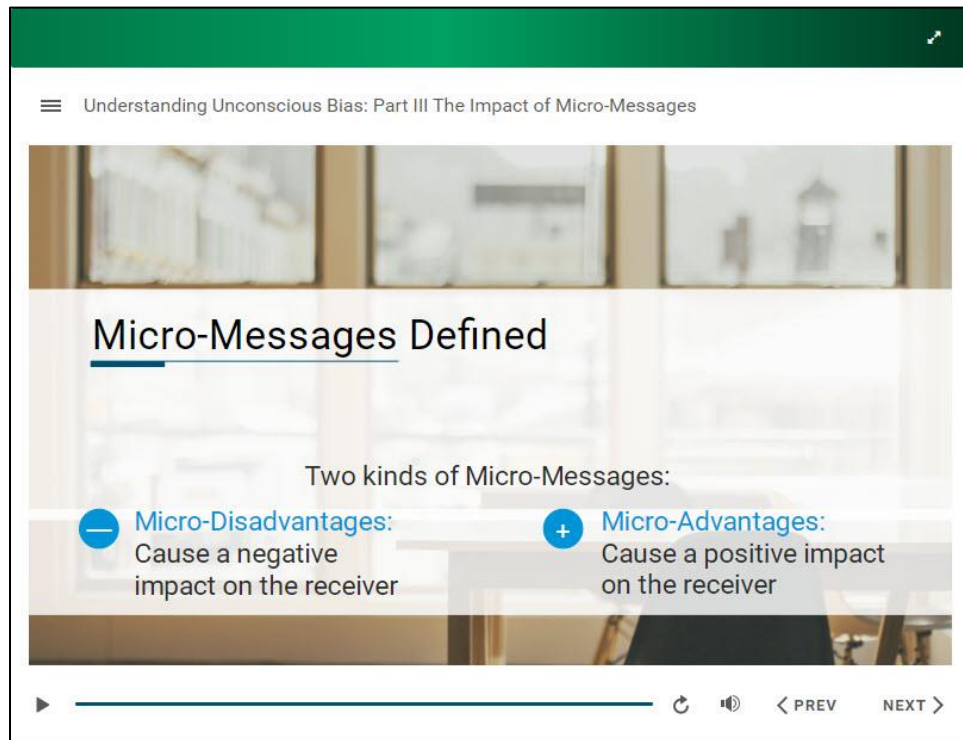 Understanding Unconscious Bias: Part III The Impact of Micro-Messages
Micro-Messages Defined
Two kinds of Micro-Messages:
Micro-Disadvantages:
Cause a negative
impact on the receiver
Micro-Advantages:
Cause a positive impact
on the receiver
PREV
NEXT